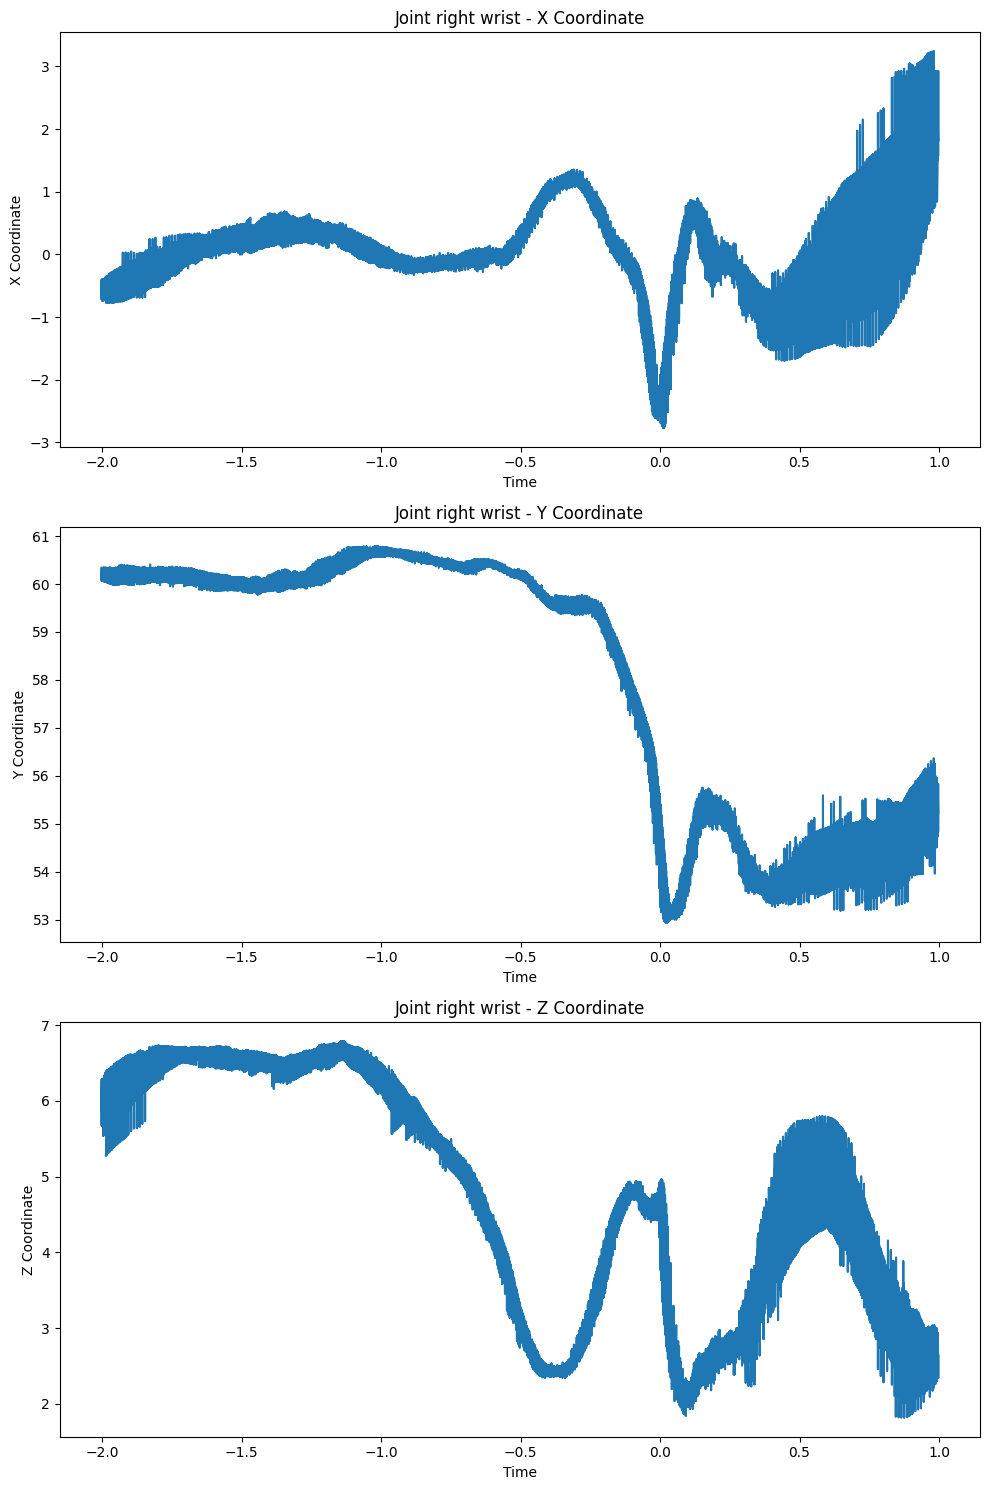 Joint right wrist - X Coordinate
X Coordinate
3
2
1
0
−1
−2
−3
−2.0 −1.5 −1.0 −0.5 0.0 0.5 1.0
Time
Joint right wrist - Y Coordinate
Y Coordinate
61
60
59
58
57
56
55
54
53
−2.0 −1.5 −1.0 −0.5 0.0 0.5 1.0
Time
Joint right wrist - Z Coordinate
Z Coordinate
7
6
5
4
3
2
−2.0 −1.5 −1.0 −0.5 0.0 0.5 1.0
Time